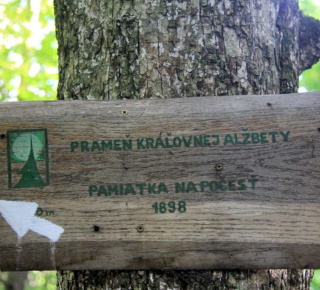 PRAMEŇ KRÁĽOVNEJ ALŽBETY
PAMIATKA NA POČESŤ
1898